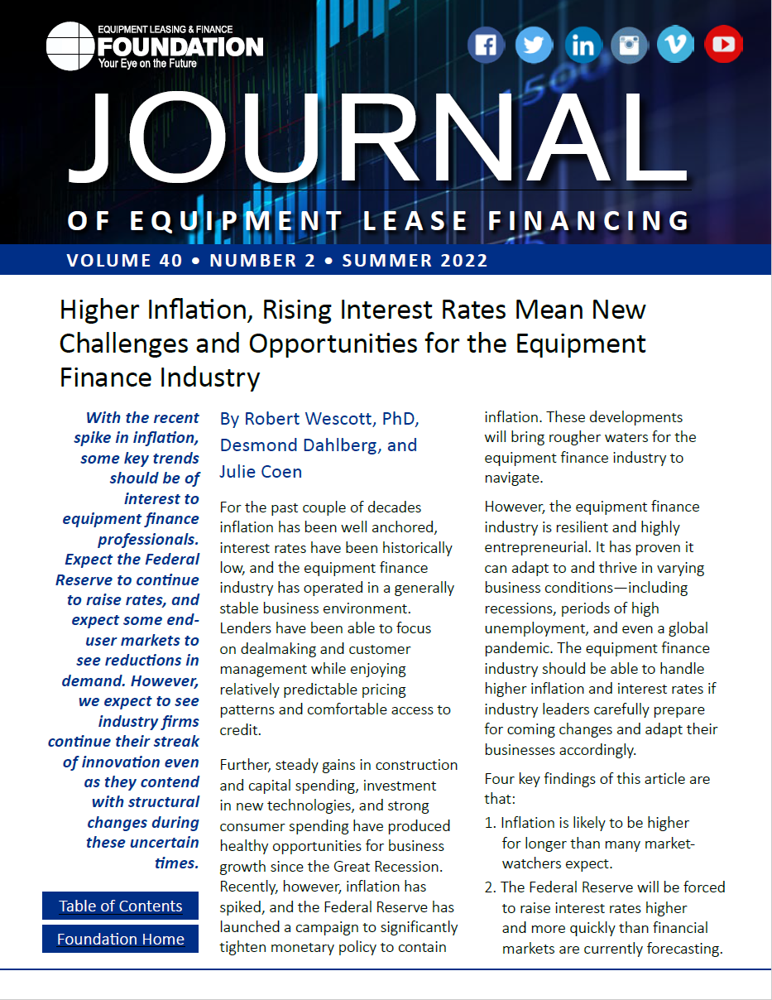 EQUIPMENT LEASING & FINANCE
FOUNDATION
Your Eye on the Future
JOURNAL
OF EQUIPMENT LEASE FINANCING
VOLUME 40 • NUMBER 2 • SUMMER 2022
Higher Inflation, Rising Interest Rates Mean New
Challenges and Opportunities for the Equipment
Finance Industry
With the recent
spike in inflation,
some key trends
should be of
interest to
equipment finance
professionals.
Expect the Federal
Reserve to continue
to raise rates, and
expect some end-
user markets to
see reductions in
demand. However,
we expect to see
industry firms
continue their streak
of innovation even
as they contend
with structural
changes during
these uncertain
times.
Table of Contents
Foundation Home
By Robert Wescott, PhD,
Desmond Dahlberg, and
Julie Coen
For the past couple of decades
inflation has been well anchored,
interest rates have been historically
low, and the equipment finance
industry has operated in a generally
stable business environment.
Lenders have been able to focus
on dealmaking and customer
management while enjoying
relatively predictable pricing
patterns and comfortable access to
credit.
Further, steady gains in construction
and capital spending, investment
in new technologies, and strong
consumer spending have produced
healthy opportunities for business
growth since the Great Recession.
Recently, however, inflation has
spiked, and the Federal Reserve has
launched a campaign to significantly
tighten monetary policy to contain
inflation. These developments
will bring rougher waters for the
equipment finance industry to
navigate.
However, the equipment finance
industry is resilient and highly
entrepreneurial. It has proven it
can adapt to and thrive in varying
business conditions—including
recessions, periods of high
unemployment, and even a global
pandemic. The equipment finance
industry should be able to handle
higher inflation and interest rates if
industry leaders carefully prepare
for coming changes and adapt their
businesses accordingly.
Four key findings of this article are
that:
1. Inflation is likely to be higher
for longer than many market-
watchers expect.
2. The Federal Reserve will be forced
to raise interest rates higher
and more quickly than financial
markets are currently forecasting.